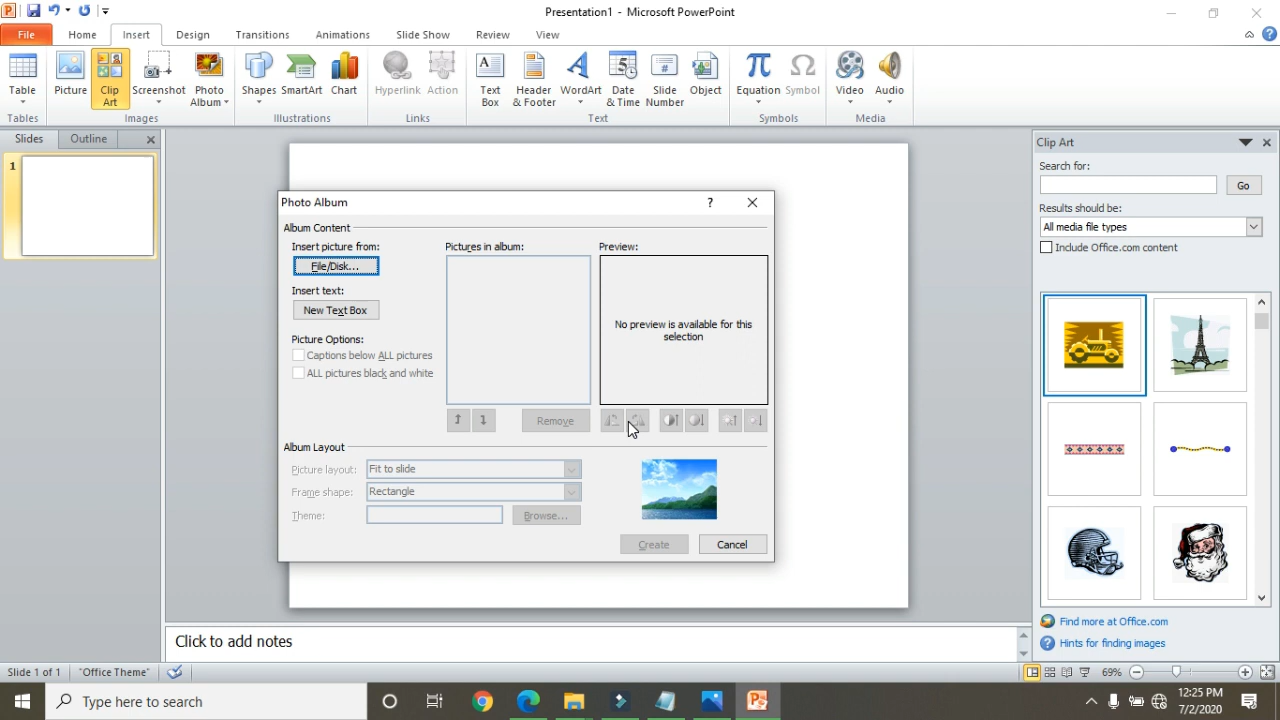 Presentation1 - Microsoft PowerPoint
File Home Insert Design Transitions Animations Slide Show Review View
Table
Picture
Clip Art
Screenshot
Photo Album
Shapes
SmartArt
Chart
Hyperlink
Action
Text Box
Header & Footer
WordArt
Date & Time
Slide Number
Object
Equation
Symbol
Video
Audio
Tables Images Illustrations Links Text Symbols Media
Slides Outline
1
Photo Album
?
Album Content
Insert picture from:
File/Disk...
Insert text:
New Text Box
Picture Options:
Captions below ALL pictures
ALL pictures black and white
Pictures in album:
Preview:
No preview is available for this
selection
Remove
Album Layout
Picture layout: Fit to slide
Frame shape: Rectangle
Theme: Browse...
Create Cancel
Clip Art
Search for:
Go
Results should be:
All media file types
Include Office.com content
Find more at Office.com
Hints for finding images
Click to add notes
Slide 1 of 1 "Office Theme" 69%
Type here to search
12:25 PM
7/2/2020